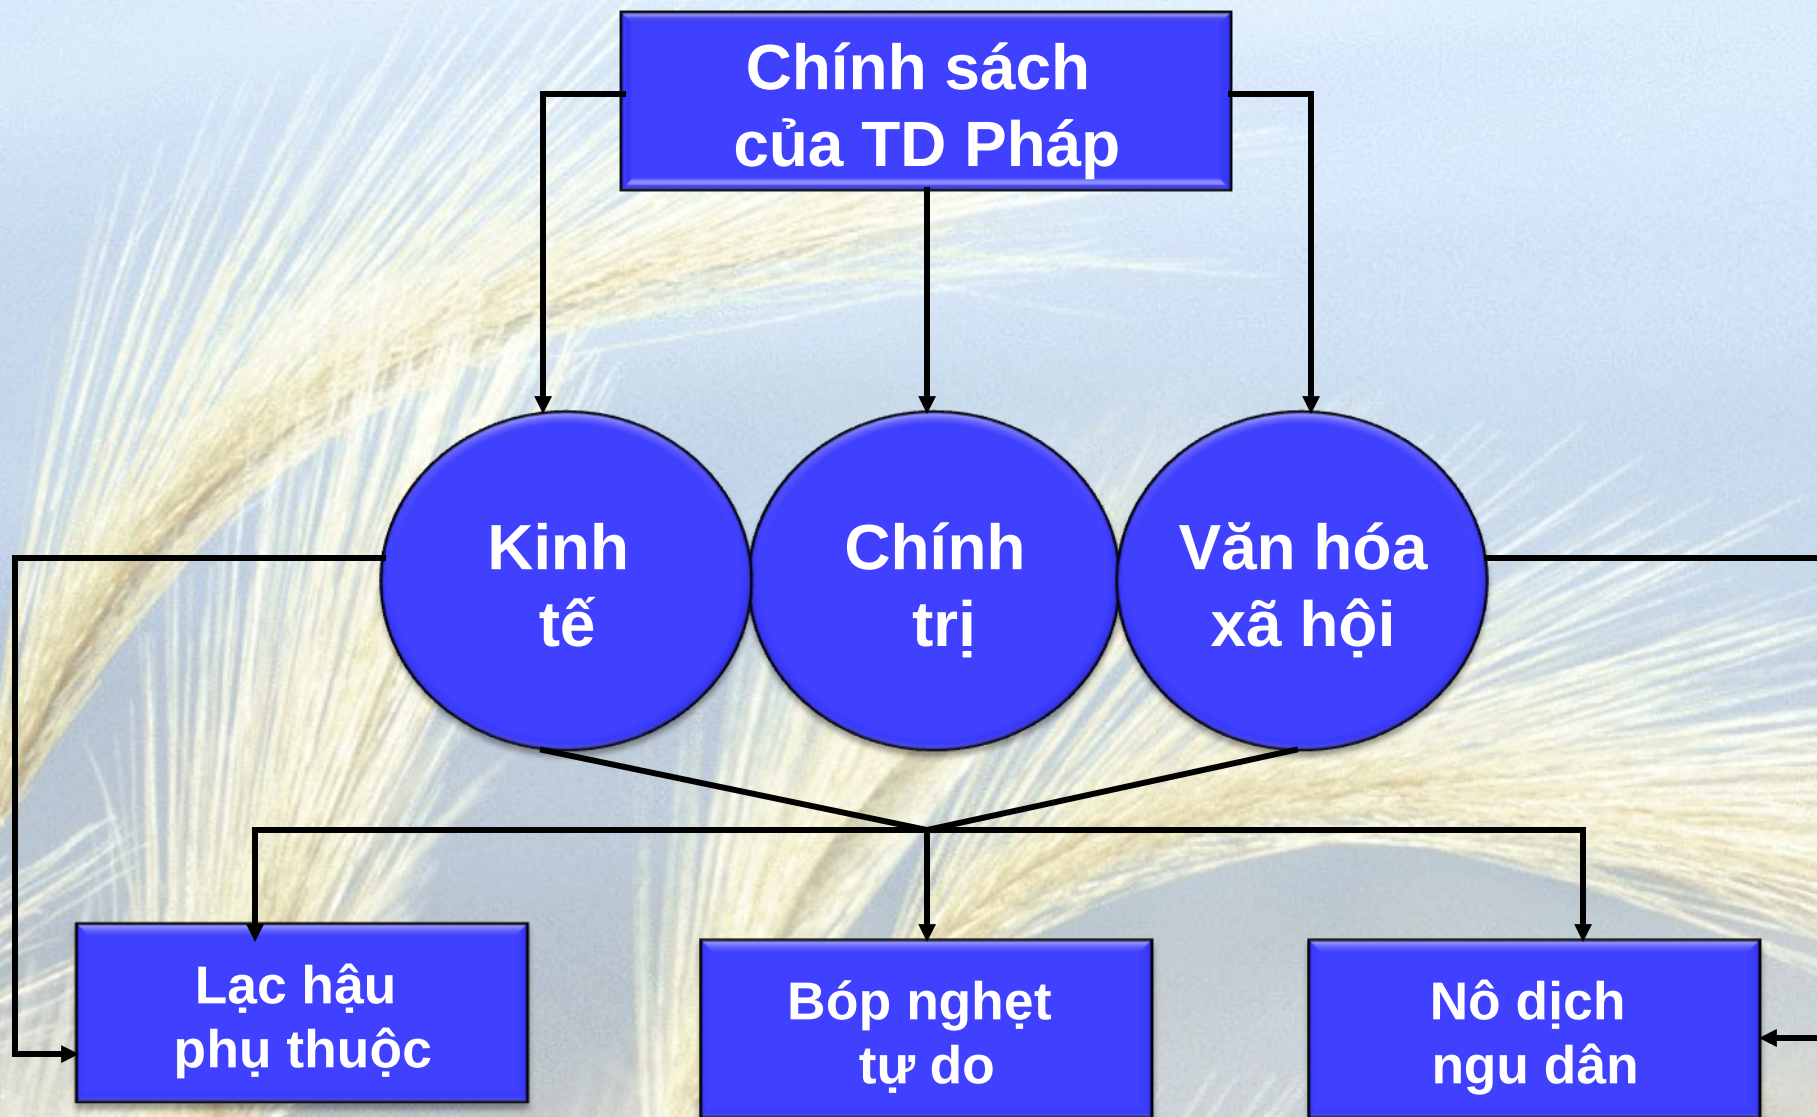 Chính sách
của TD Pháp
Kinh
tế
Chính
trị
Văn hóa
xã hội
Lạc hậu
phụ thuộc
Bóp nghẹt
tự do
Nô dịch
ngu dân